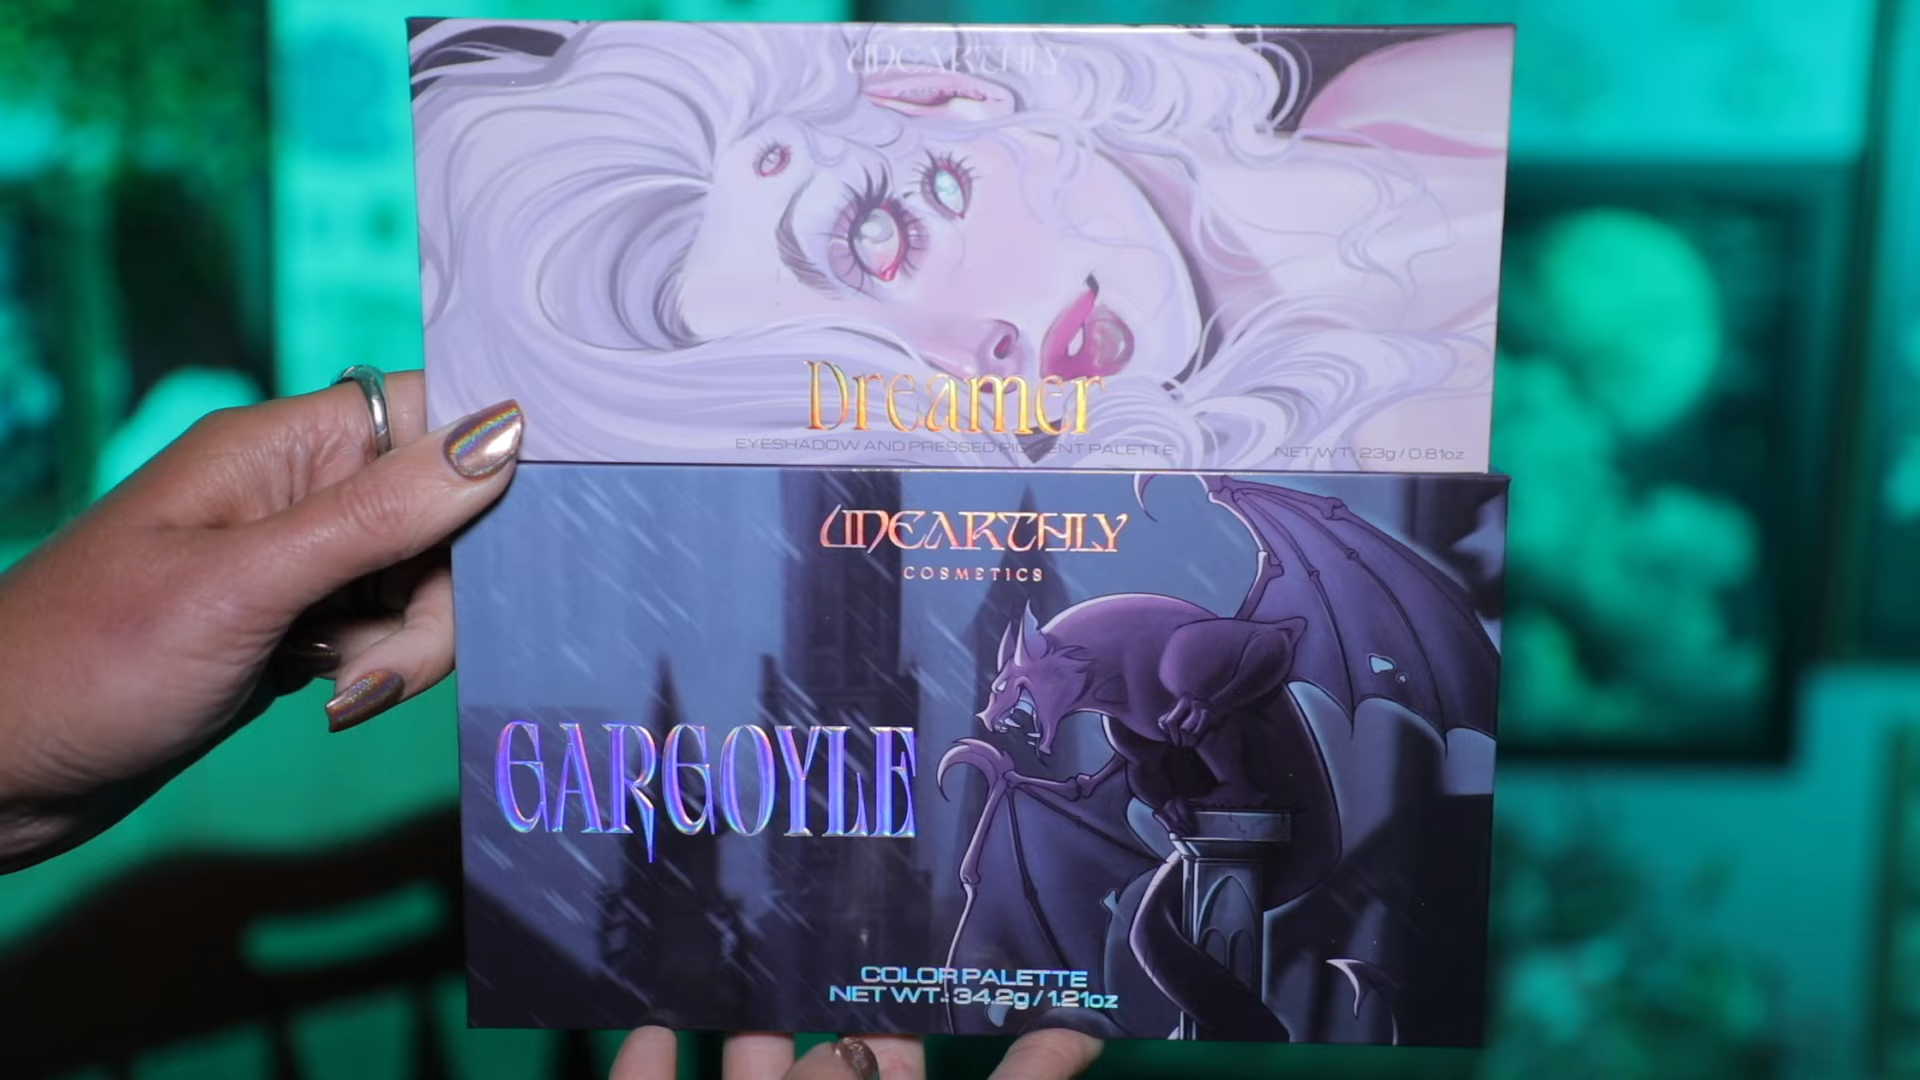 UNEARTHLY
COSMETICS
Dreamer
EYESHADOW AND PRESSED PIGMENT PALETTE
NET WT. 23g / 0.81oz
UNEARTHLY
COSMETICS
GARGOYLE
COLOR PALETTE
NET WT. 34.2g / 1.21oz